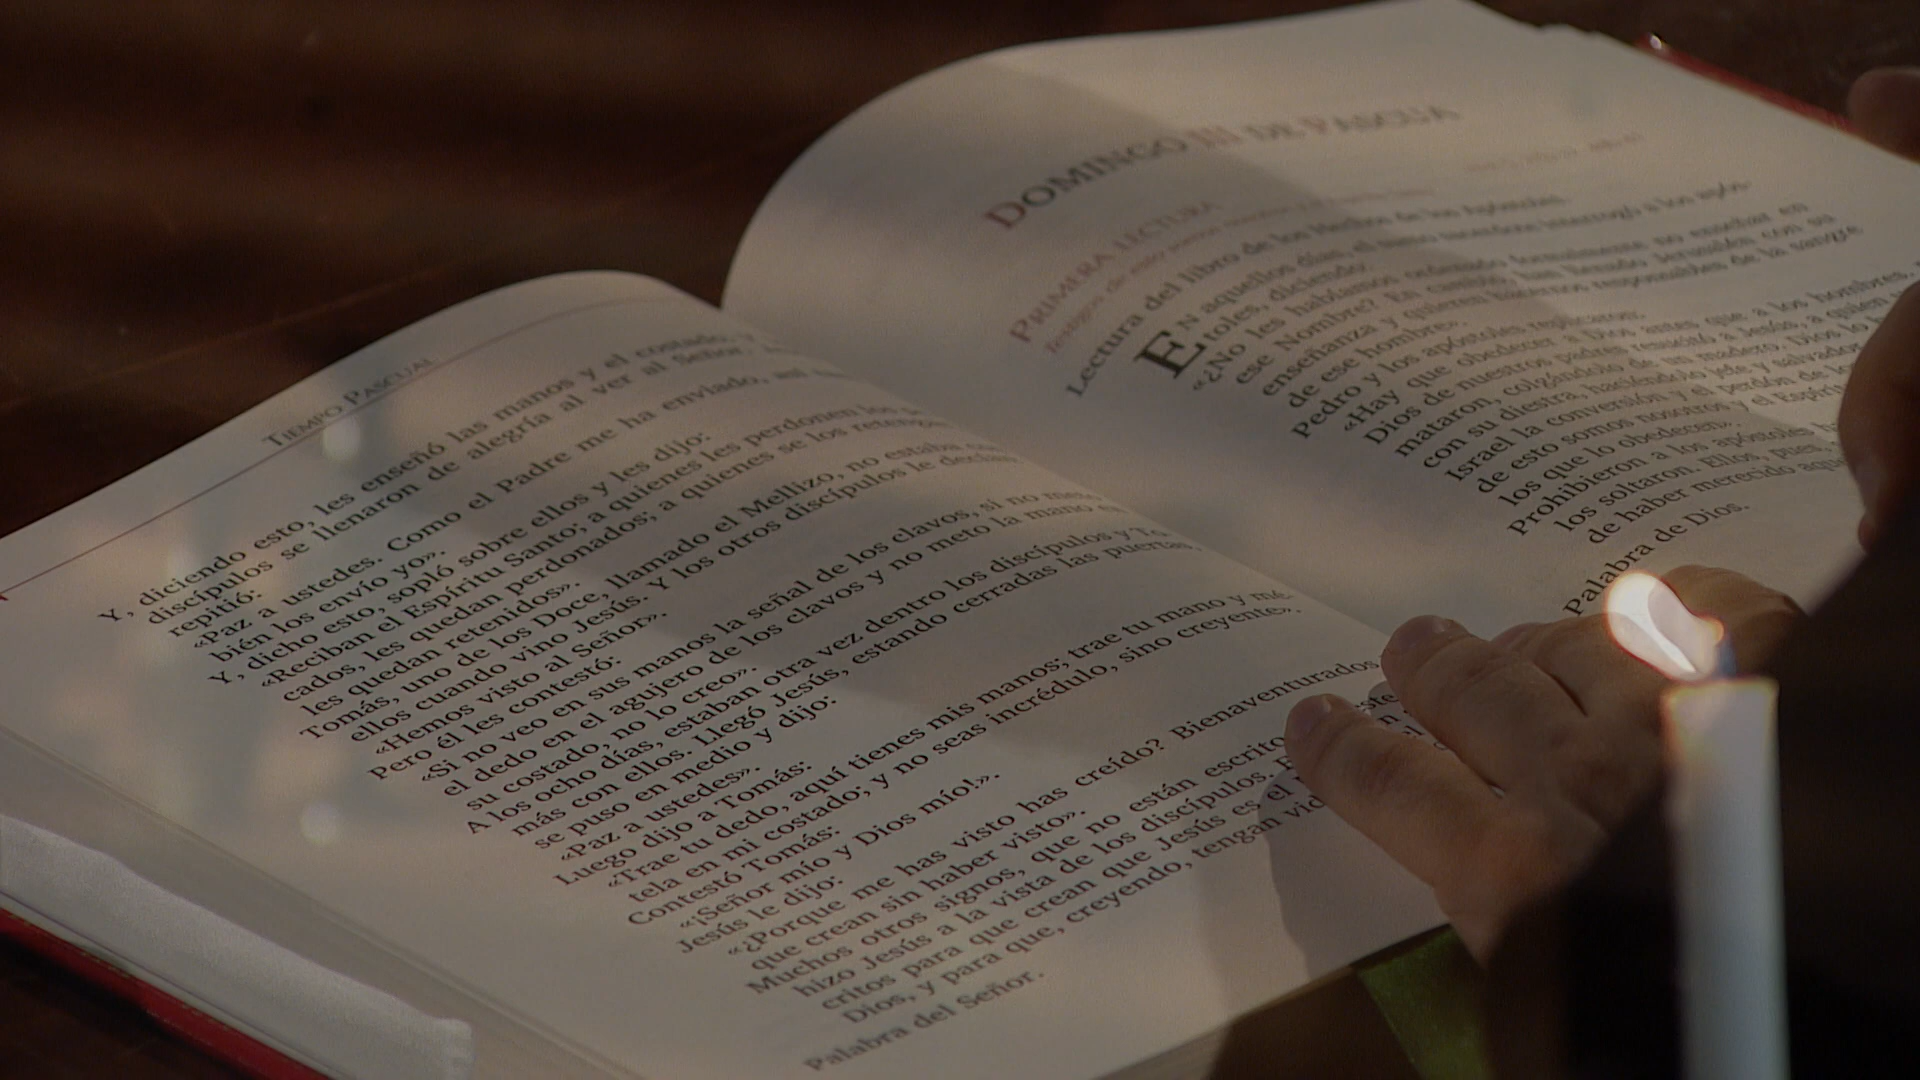 TIEMPO PASCUAL
Y, diciendo esto, les enseñó las manos y el costado.
discípulos se llenaron de alegría al ver al Señor.
repitió:
«Paz a ustedes. Como el Padre me ha enviado, así
bién los envío yo».
Y, dicho esto, sopló sobre ellos y les dijo:
«Reciban el Espíritu Santo; a quienes les perdonen los
cados, les quedan perdonados; a quienes se los retengan
les quedan retenidos».
Tomás, uno de los Doce, llamado el Mellizo, no estaba
ellos cuando vino Jesús. Y los otros discípulos le decían
«Hemos visto al Señor».
Pero él les contestó:
«Si no veo en sus manos la señal de los clavos, si no meto
el dedo en el agujero de los clavos y no meto la mano
su costado, no lo creo».
A los ocho días, estaban otra vez dentro los discípulos y To
más con ellos. Llegó Jesús, estando cerradas las puertas,
se puso en medio y dijo:
«Paz a ustedes».
Luego dijo a Tomás:
«Trae tu dedo, aquí tienes mis manos; trae tu mano y mé
tela en mi costado; y no seas incrédulo, sino creyente».
Contestó Tomás:
«¡Señor mío y Dios mío!».
Jesús le dijo:
«¿Porque me has visto has creído? Bienaventurados
que crean sin haber visto».
Muchos otros signos, que no están escritos
hizo Jesús a la vista de los discípulos.
critos para que crean que Jesús es el
Dios, y para que, creyendo, tengan vid
Palabra del Señor.
DOMINGO III DE PASCUA
PRIMERA LECTURA
Lectura del libro de los Hechos de los Apóstoles.
EN aquellos días, el sumo sacerdote interrogó a los após-
toles, diciendo:
«¿No les habíamos ordenado formalmente no enseñar en
ese Nombre? En cambio, han llenado Jerusalén con su
enseñanza y quieren hacernos responsables de la sangre
de ese hombre».
Pedro y los apóstoles replicaron:
«Hay que obedecer a Dios antes que a los hombres.
Dios de nuestros padres resucitó a Jesús, a quien
mataron, colgándolo de un madero. Dios lo
con su diestra, haciéndolo jefe y salvador
Israel la conversión y el perdón de lo
de esto somos nosotros y el Espíri
los que lo obedecen».
Prohibieron a los apóstoles
los soltaron. Ellos, pues,
de haber merecido aqu
Palabra de Dios.